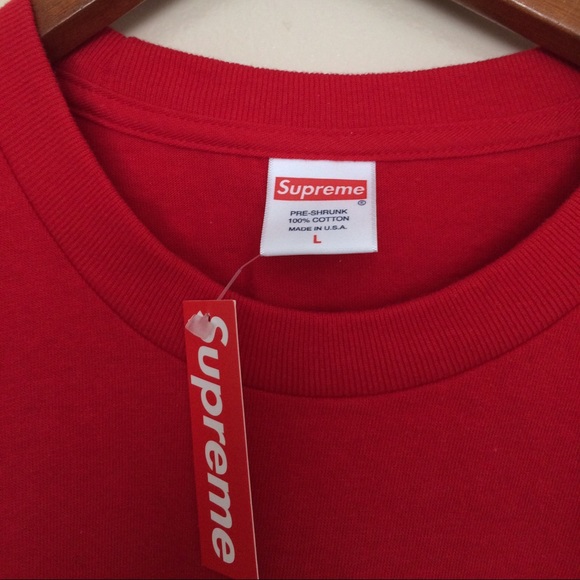 Supreme
®
PRE-SHRUNK
100% COTTON
MADE IN U.S.A.
L
Supreme